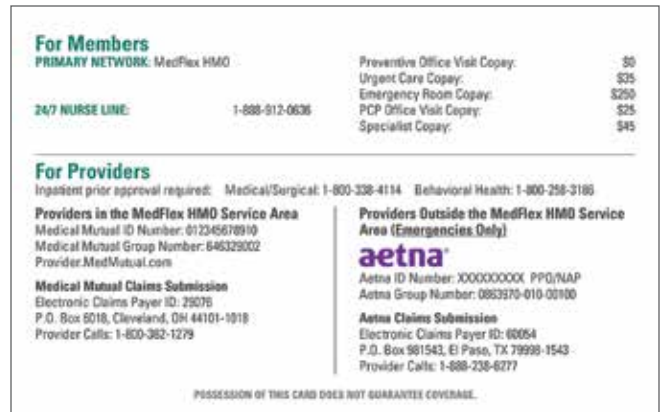 For Members
PRIMARY NETWORK: MedFlex HMO
24/7 NURSE LINE: 1-888-912-0636
Preventive Office Visit Copay: $0
Urgent Care Copay: $35
Emergency Room Copay: $250
PCP Office Visit Copay: $25
Specialist Copay: $45
For Providers
Inpatient prior approval required: Medical/Surgical: 1-800-338-4114 Behavioral Health: 1-800-258-3186
Providers in the MedFlex HMO Service Area
Medical Mutual ID Number: 012345678910
Medical Mutual Group Number: 646329002
Provider.MedMutual.com
Medical Mutual Claims Submission
Electronic Claims Payer ID: 29076
P.O. Box 6018, Cleveland, OH 44101-1018
Provider Calls: 1-800-362-1279
Providers Outside the MedFlex HMO Service
Area (Emergencies Only)
aetna
Aetna ID Number: XXXXXXXXX PPO/NAP
Aetna Group Number: 0863970-010-00100
Aetna Claims Submission
Electronic Claims Payer ID: 60054
P.O. Box 981543, El Paso, TX 79998-1543
Provider Calls: 1-888-238-6277
POSSESSION OF THIS CARD DOES NOT GUARANTEE COVERAGE.